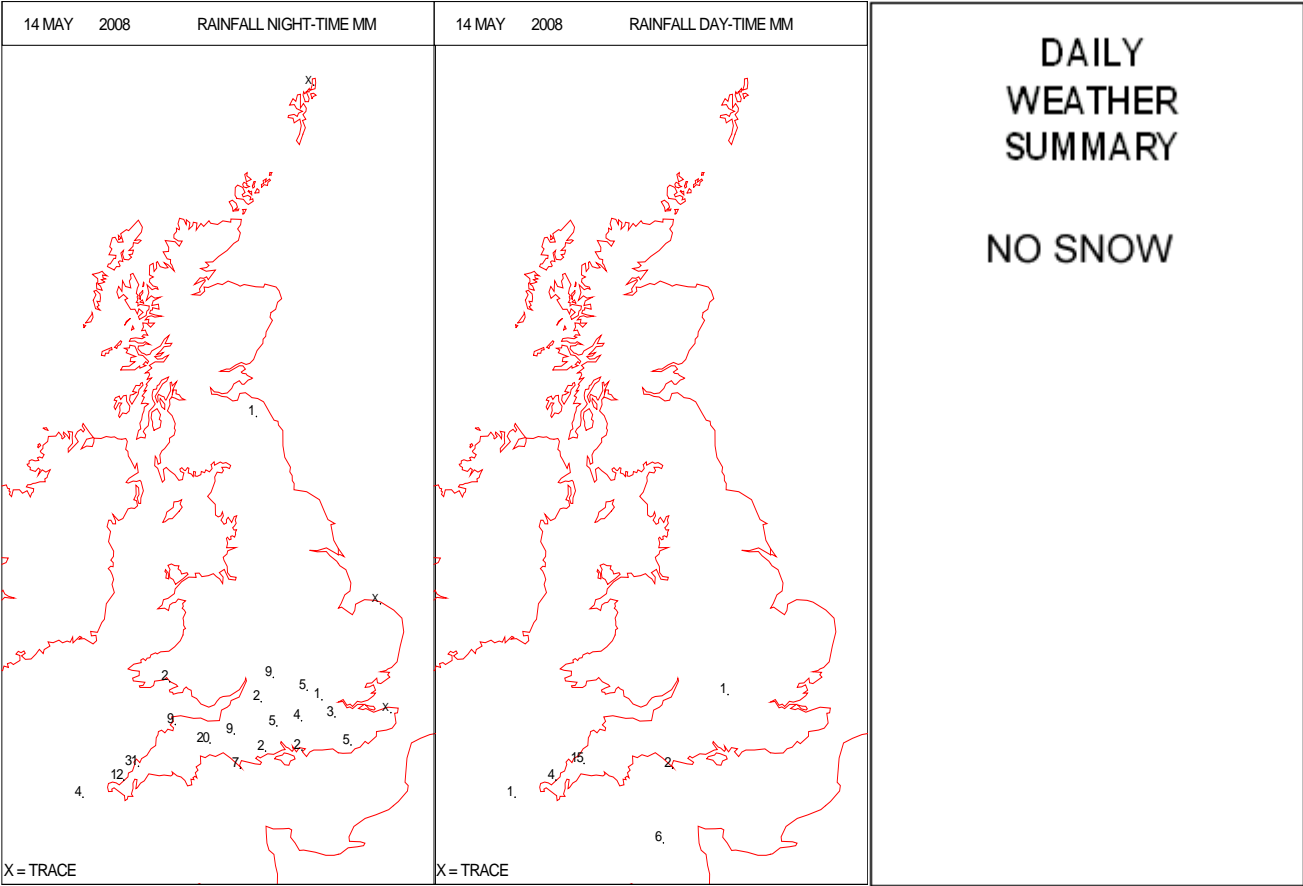 14 MAY 2008 RAINFALL NIGHT-TIME MM
X
1
X
2
9
5
2
1
X
9
5
4
3
20
9
2
2
5
31
7
12
4
X = TRACE
14 MAY 2008 RAINFALL DAY-TIME MM
1
15
2
4
1
6
X = TRACE
DAILY
WEATHER
SUMMARY
NO SNOW